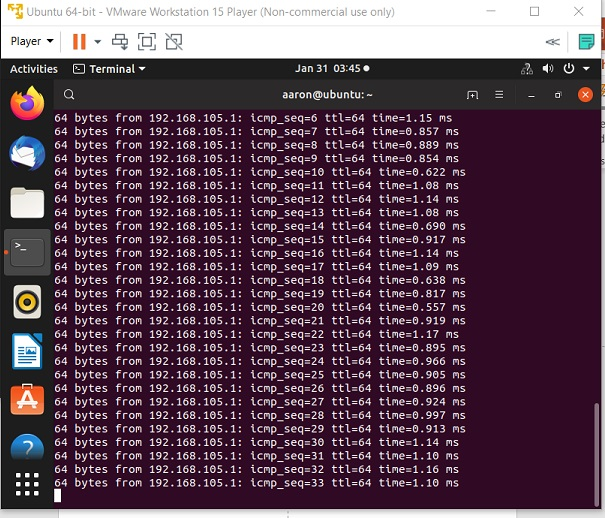 Ubuntu 64-bit - VMware Workstation 15 Player (Non-commercial use only)
Player
Activities Terminal Jan 31 03:45
aaron@ubuntu: ~
64 bytes from 192.168.105.1: icmp_seq=6 ttl=64 time=1.15 ms
64 bytes from 192.168.105.1: icmp_seq=7 ttl=64 time=0.857 ms
64 bytes from 192.168.105.1: icmp_seq=8 ttl=64 time=0.889 ms
64 bytes from 192.168.105.1: icmp_seq=9 ttl=64 time=0.854 ms
64 bytes from 192.168.105.1: icmp_seq=10 ttl=64 time=0.622 ms
64 bytes from 192.168.105.1: icmp_seq=11 ttl=64 time=1.08 ms
64 bytes from 192.168.105.1: icmp_seq=12 ttl=64 time=1.14 ms
64 bytes from 192.168.105.1: icmp_seq=13 ttl=64 time=1.08 ms
64 bytes from 192.168.105.1: icmp_seq=14 ttl=64 time=0.690 ms
64 bytes from 192.168.105.1: icmp_seq=15 ttl=64 time=0.917 ms
64 bytes from 192.168.105.1: icmp_seq=16 ttl=64 time=1.14 ms
64 bytes from 192.168.105.1: icmp_seq=17 ttl=64 time=1.09 ms
64 bytes from 192.168.105.1: icmp_seq=18 ttl=64 time=0.638 ms
64 bytes from 192.168.105.1: icmp_seq=19 ttl=64 time=0.817 ms
64 bytes from 192.168.105.1: icmp_seq=20 ttl=64 time=0.557 ms
64 bytes from 192.168.105.1: icmp_seq=21 ttl=64 time=0.919 ms
64 bytes from 192.168.105.1: icmp_seq=22 ttl=64 time=1.17 ms
64 bytes from 192.168.105.1: icmp_seq=23 ttl=64 time=0.895 ms
64 bytes from 192.168.105.1: icmp_seq=24 ttl=64 time=0.966 ms
64 bytes from 192.168.105.1: icmp_seq=25 ttl=64 time=0.905 ms
64 bytes from 192.168.105.1: icmp_seq=26 ttl=64 time=0.896 ms
64 bytes from 192.168.105.1: icmp_seq=27 ttl=64 time=0.924 ms
64 bytes from 192.168.105.1: icmp_seq=28 ttl=64 time=0.997 ms
64 bytes from 192.168.105.1: icmp_seq=29 ttl=64 time=0.913 ms
64 bytes from 192.168.105.1: icmp_seq=30 ttl=64 time=1.14 ms
64 bytes from 192.168.105.1: icmp_seq=31 ttl=64 time=1.10 ms
64 bytes from 192.168.105.1: icmp_seq=32 ttl=64 time=1.16 ms
64 bytes from 192.168.105.1: icmp_seq=33 ttl=64 time=1.10 ms